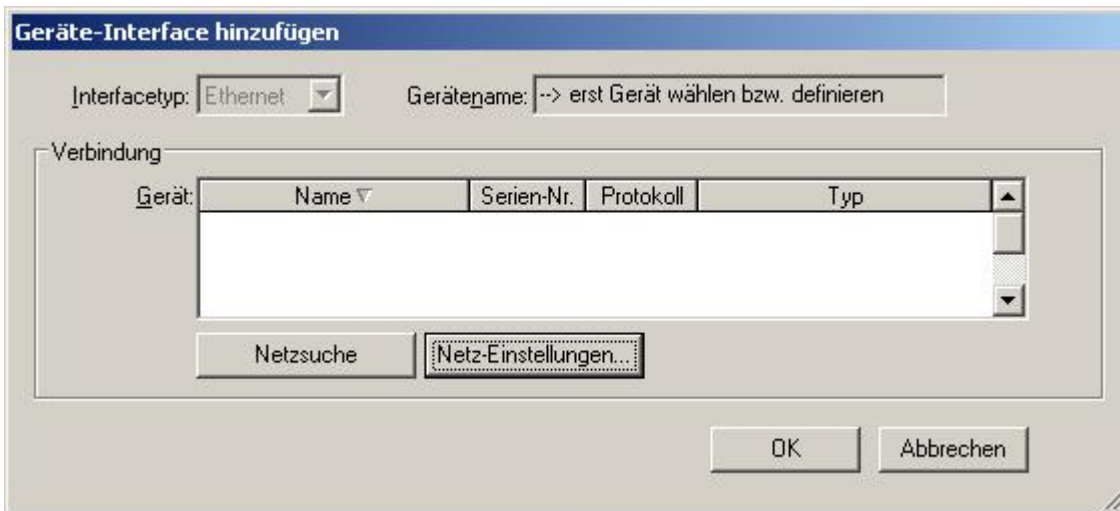 Geräte-Interface hinzufügen
Interfacetyp: Ethernet Gerätename: --> erst Gerät wählen bzw. definieren
Verbindung
Gerät: Name Serien-Nr. Protokoll Typ
Netzsuche Netz-Einstellungen...
OK Abbrechen